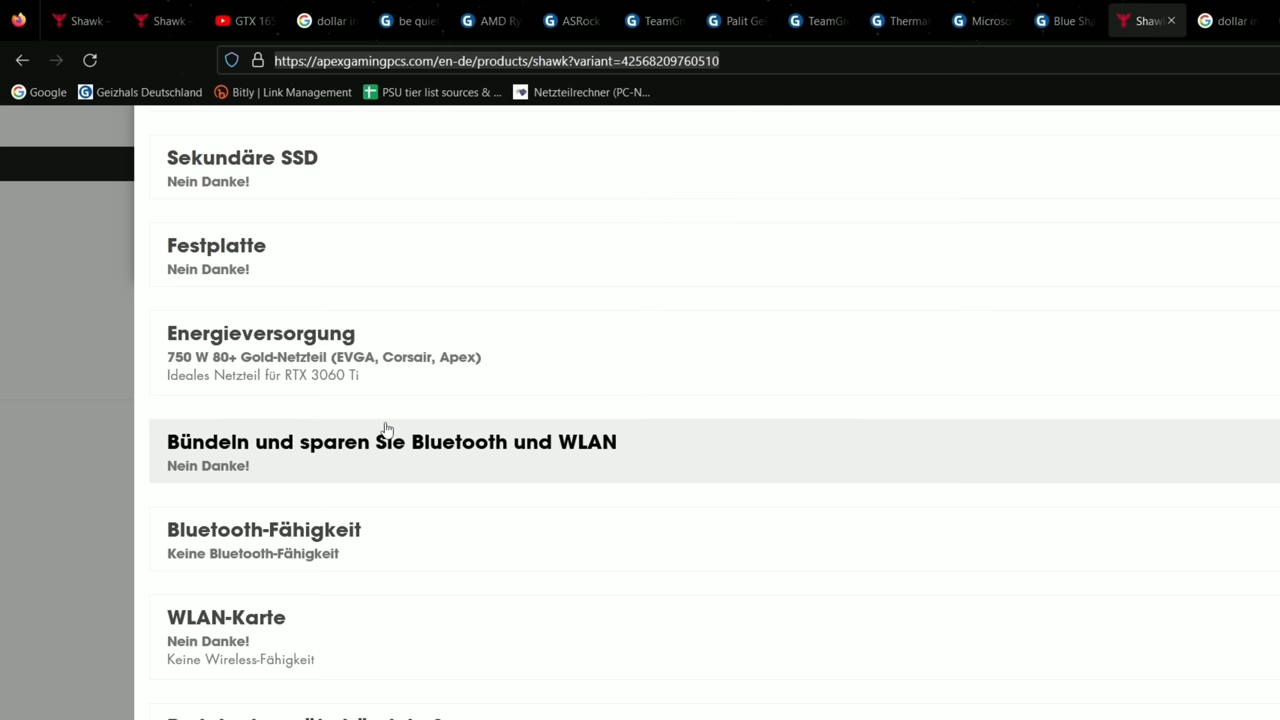 Shawk
Shawk
GTX 165
dollar in
be quie
AMD Ry
ASRock
TeamGr
Palit Ge
TeamGr
Therma
Microso
Blue Sha
Shawk
dollar in
https://apexgamingpcs.com/en-de/products/shawk?variant=42568209760510
Google
Geizhals Deutschland
Bitly | Link Management
PSU tier list sources & ...
Netzteilrechner (PC-N...
Sekundäre SSD
Nein Danke!
Festplatte
Nein Danke!
Energieversorgung
750 W 80+ Gold-Netzteil (EVGA, Corsair, Apex)
Ideales Netzteil für RTX 3060 Ti
Bündeln und sparen Sie Bluetooth und WLAN
Nein Danke!
Bluetooth-Fähigkeit
Keine Bluetooth-Fähigkeit
WLAN-Karte
Nein Danke!
Keine Wireless-Fähigkeit